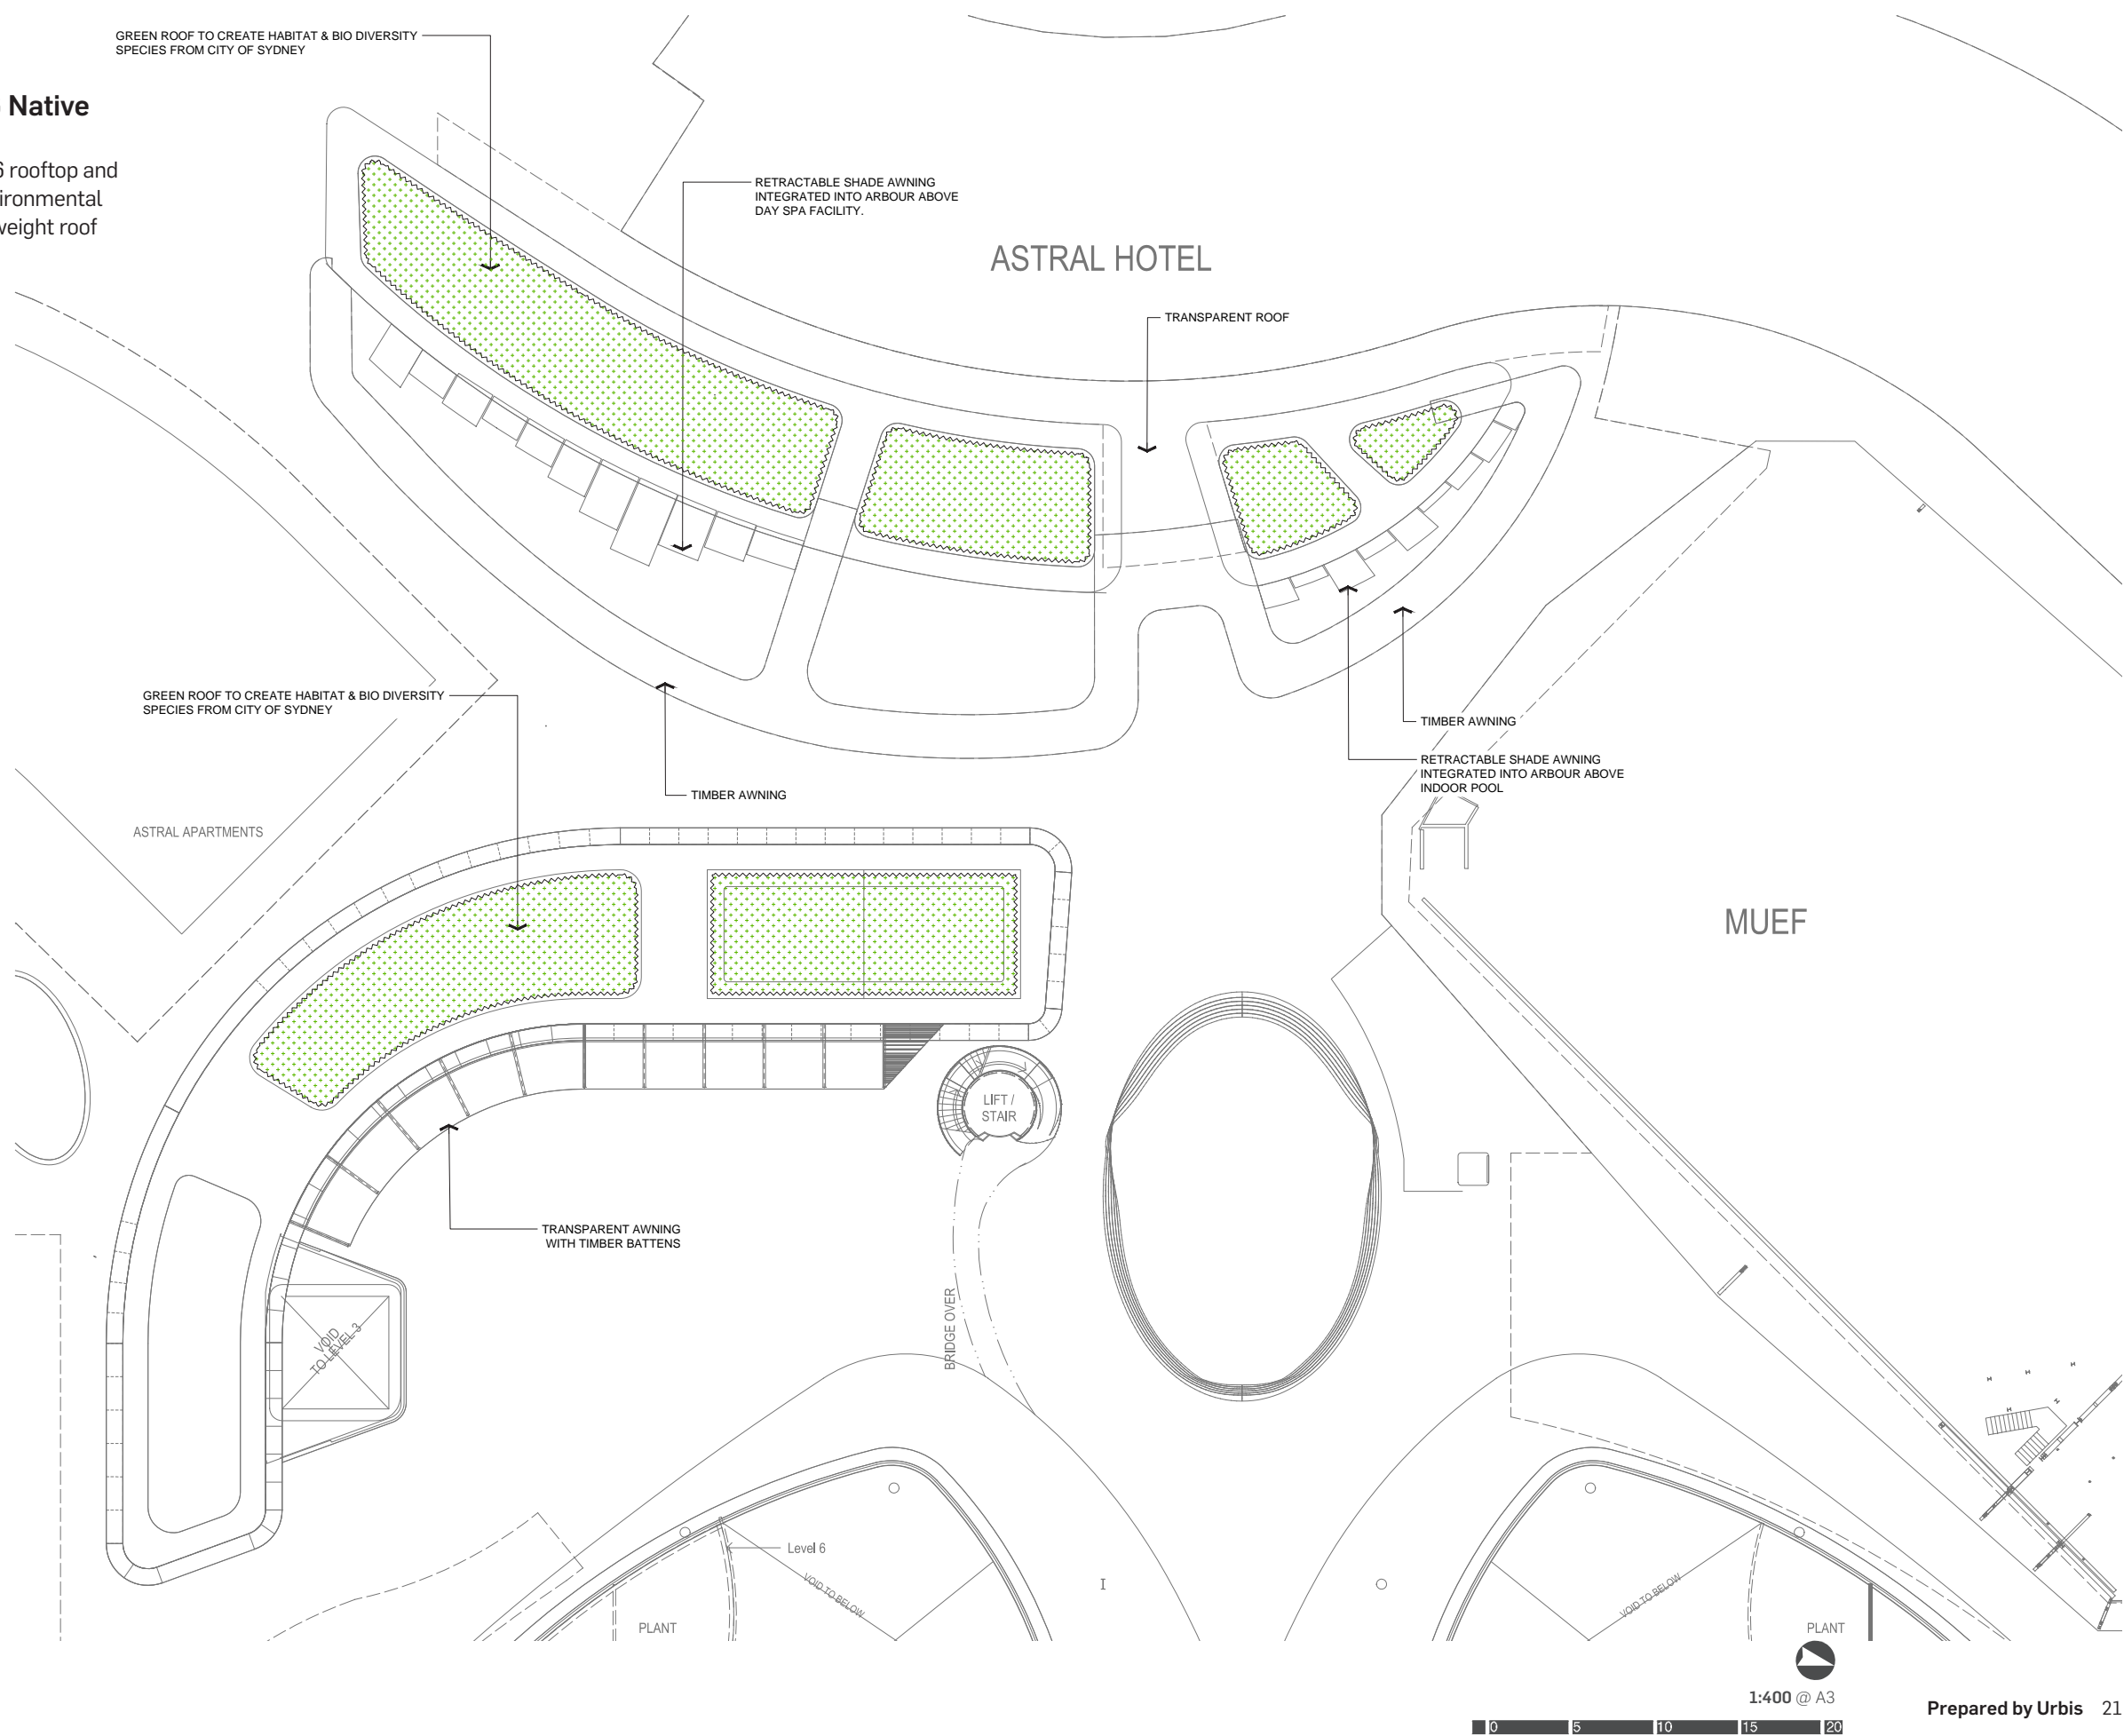 GREEN ROOF TO CREATE HABITAT & BIO DIVERSITY
SPECIES FROM CITY OF SYDNEY
Native
rooftop and
RETRACTABLE SHADE AWNING
INTEGRATED INTO ARBOUR ABOVE
DAY SPA FACILITY.
roof
ASTRAL HOTEL
TRANSPARENT ROOF
GREEN ROOF TO CREATE HABITAT & BIO DIVERSITY
SPECIES FROM CITY OF SYDNEY
TIMBER AWNING
RETRACTABLE SHADE AWNING
INTEGRATED INTO ARBOUR ABOVE
INDOOR POOL
TIMBER AWNING
ASTRAL APARTMENTS
MUEF
LIFT /
STAIR
TRANSPARENT AWNING
WITH TIMBER BATTENS
BRIDGE OVER
VOID
TO LEVEL 3
Level 6
VOID TO BELOW
VOID TO BELOW
PLANT
PLANT
1:400 @ A3
Prepared by Urbis 21
0 5 10 15 20